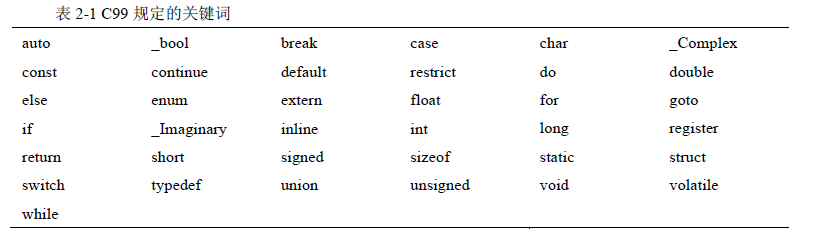 表 2-1 C99 规定的关键词
auto _bool break case char _Complex
const continue default restrict do double
else enum extern float for goto
if _Imaginary inline int long register
return short signed sizeof static struct
switch typedef union unsigned void volatile
while